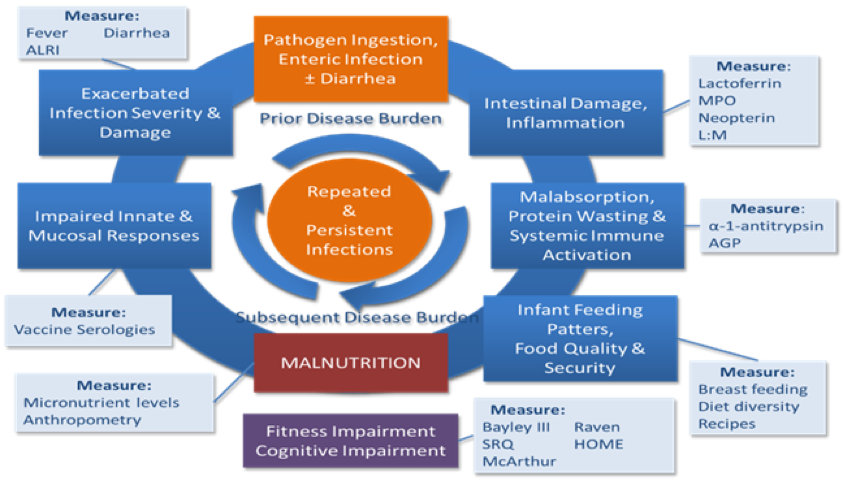 Measure:
Fever Diarrhea
ALRI
Pathogen Ingestion,
Enteric Infection
± Diarrhea
Exacerbated
Infection Severity &
Damage
Intestinal Damage,
Inflammation
Measure:
Lactoferrin
MPO
Neopterin
L:M
Prior Disease Burden
Repeated
&
Persistent
Infections
Impaired Innate &
Mucosal Responses
Malabsorption,
Protein Wasting &
Systemic Immune
Activation
Measure:
α-1-antitrypsin
AGP
Measure:
Vaccine Serologies
Subsequent Disease Burden
Infant Feeding
Patters,
Food Quality &
Security
MALNUTRITION
Measure:
Micronutrient levels
Anthropometry
Measure:
Breast feeding
Diet diversity
Recipes
Fitness Impairment
Cognitive Impairment
Measure:
Bayley III Raven
SRQ HOME
McArthur